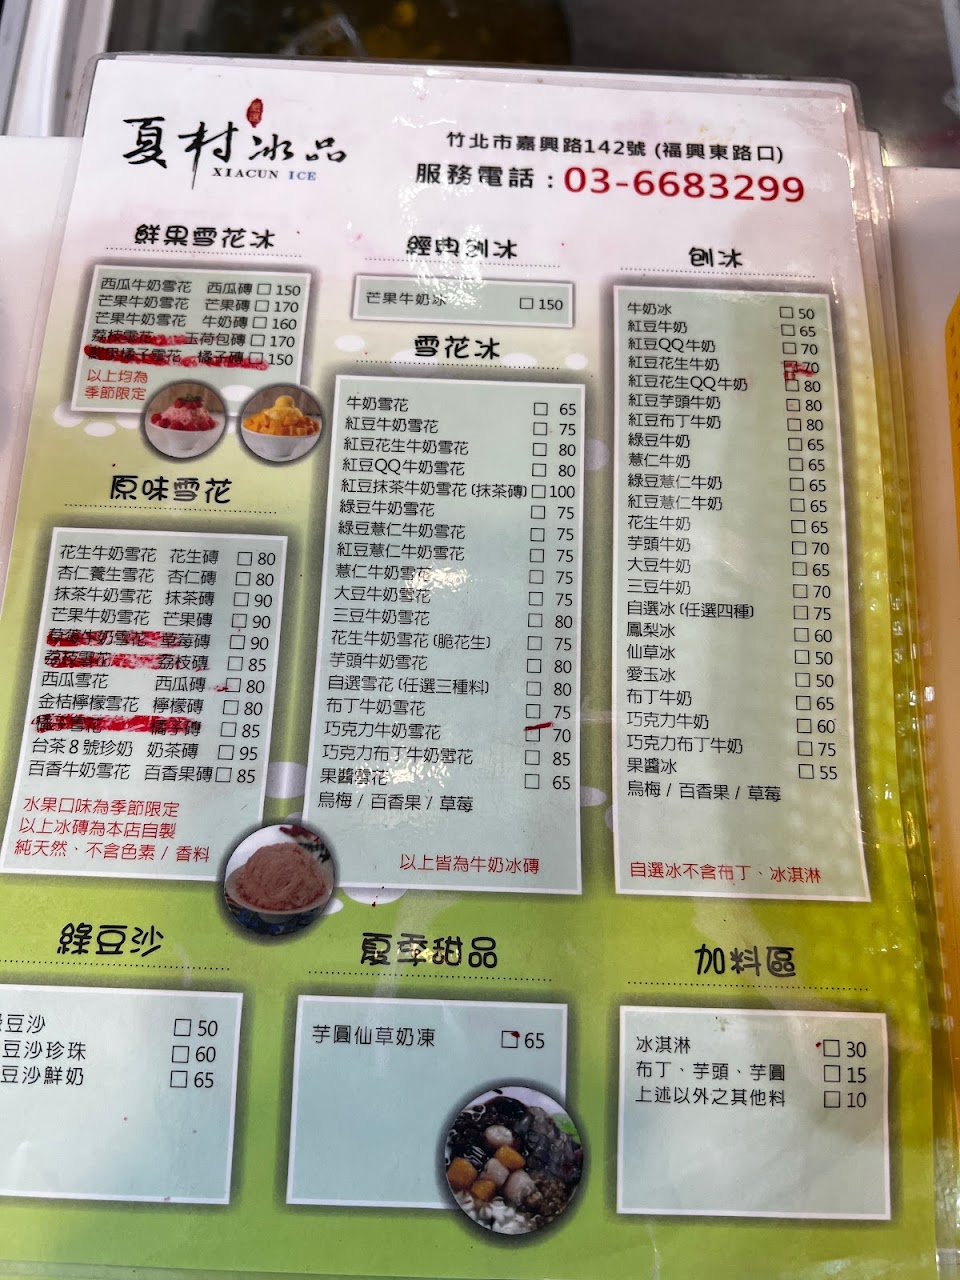 夏村冰品
嚴選
XIACUN ICE
竹北市嘉興路142號 (福興東路口)
服務電話：03-6683299
鮮果雪花冰
西瓜牛奶雪花 西瓜磚 □ 150
芒果牛奶雪花 芒果磚 □ 170
芒果牛奶雪花 牛奶磚 □ 160
荔枝雪花 玉荷包磚 □ 170
橘子雪花 橘子磚 □ 150
以上均為
季節限定
原味雪花
花生牛奶雪花 花生磚 □ 80
杏仁養生雪花 杏仁磚 □ 80
抹茶牛奶雪花 抹茶磚 □ 90
芒果牛奶雪花 芒果磚 □ 90
草莓牛奶雪花 草莓磚 □ 90
荔枝雪花 荔枝磚 □ 85
西瓜雪花 西瓜磚 □ 80
金桔檸檬雪花 檸檬磚 □ 80
橘子雪花 橘子磚 □ 85
台茶8號珍奶 奶茶磚 □ 95
百香牛奶雪花 百香果磚 □ 85
水果口味為季節限定
以上冰磚為本店自製
純天然、不含色素 / 香料
經典刨冰
芒果牛奶冰 □ 150
雪花冰
牛奶雪花 □ 65
紅豆牛奶雪花 □ 75
紅豆花生牛奶雪花 □ 80
紅豆QQ牛奶雪花 □ 80
紅豆抹茶牛奶雪花 (抹茶磚) □ 100
綠豆牛奶雪花 □ 75
綠豆薏仁牛奶雪花 □ 75
紅豆薏仁牛奶雪花 □ 75
薏仁牛奶雪花 □ 75
大豆牛奶雪花 □ 75
三豆牛奶雪花 □ 80
花生牛奶雪花 (脆花生) □ 75
芋頭牛奶雪花 □ 80
自選雪花 (任選三種料) □ 80
布丁牛奶雪花 □ 75
巧克力牛奶雪花 □ 70
巧克力布丁牛奶雪花 □ 85
果醬雪花 □ 65
烏梅 / 百香果 / 草莓
以上皆為牛奶冰磚
刨冰
牛奶冰 □ 50
紅豆牛奶 □ 65
紅豆QQ牛奶 □ 70
紅豆花生牛奶 □ 70
紅豆花生QQ牛奶 □ 80
紅豆芋頭牛奶 □ 80
紅豆布丁牛奶 □ 80
綠豆牛奶 □ 65
薏仁牛奶 □ 65
綠豆薏仁牛奶 □ 65
紅豆薏仁牛奶 □ 65
花生牛奶 □ 65
芋頭牛奶 □ 70
大豆牛奶 □ 65
三豆牛奶 □ 70
自選冰 (任選四種) □ 75
鳳梨冰 □ 60
仙草冰 □ 50
愛玉冰 □ 50
布丁牛奶 □ 65
巧克力牛奶 □ 60
巧克力布丁牛奶 □ 75
果醬冰 □ 55
烏梅 / 百香果 / 草莓
自選冰不含布丁、冰淇淋
綠豆沙
豆沙 □ 50
豆沙珍珠 □ 60
豆沙鮮奶 □ 65
夏季甜品
芋圓仙草奶凍 □ 65
加料區
冰淇淋 □ 30
布丁、芋頭、芋圓 □ 15
上述以外之其他料 □ 10